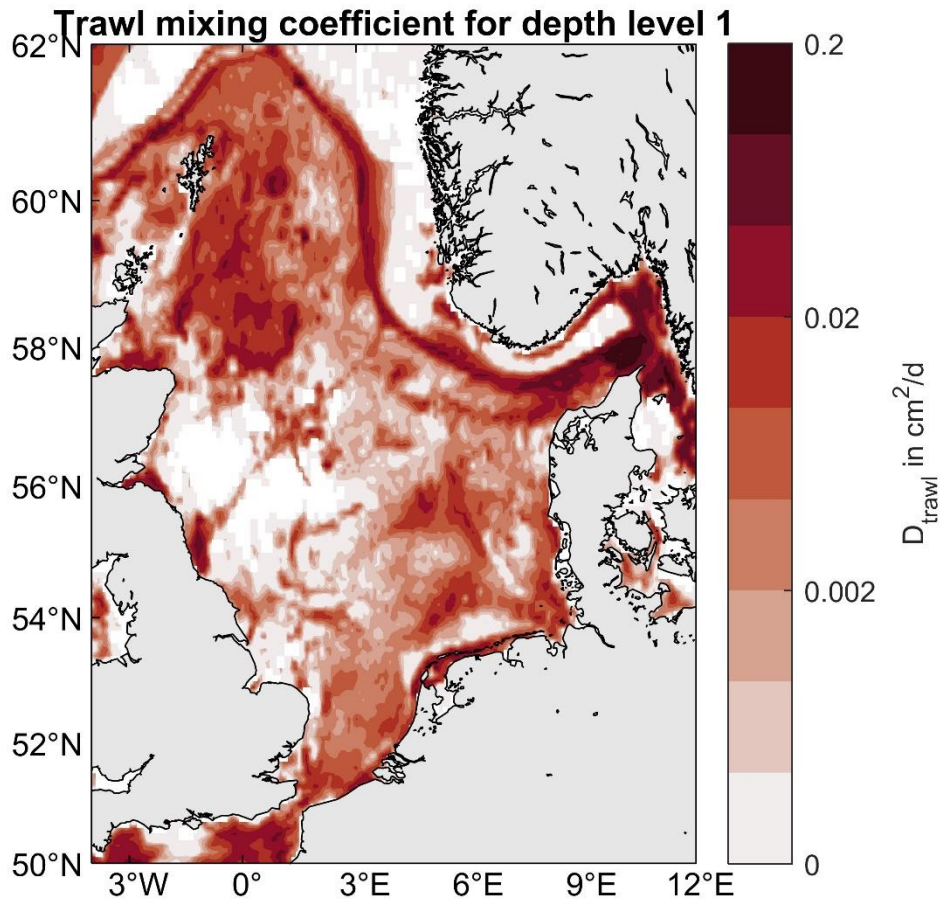 Trawl mixing coefficient for depth level 1
62°N
60°N
58°N
56°N
54°N
52°N
50°N
3°W
0°
3°E
6°E
9°E
12°E
0.2
0.02
0.002
0
D_trawl in cm²/d